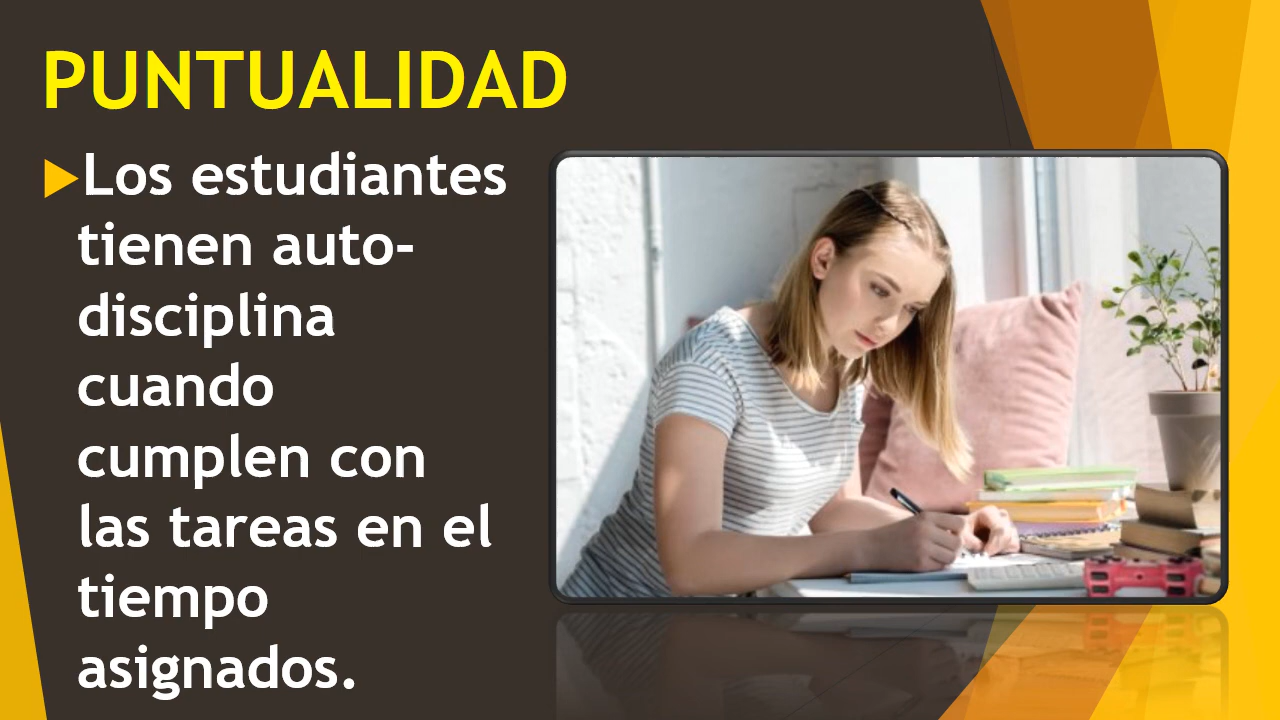 PUNTUALIDAD
Los estudiantes
tienen auto-
disciplina
cuando
cumplen con
las tareas en el
tiempo
asignados.